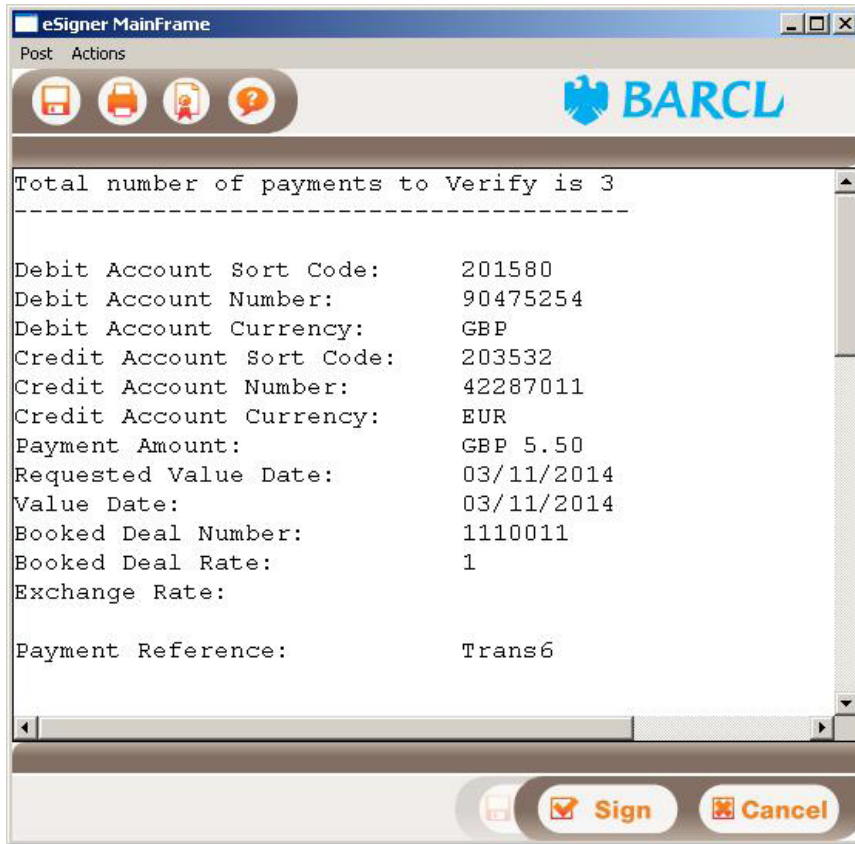 eSigner MainFrame
Post Actions
BARCL
Total number of payments to Verify is 3
----------------------------------------
Debit Account Sort Code: 201580
Debit Account Number: 90475254
Debit Account Currency: GBP
Credit Account Sort Code: 203532
Credit Account Number: 42287011
Credit Account Currency: EUR
Payment Amount: GBP 5.50
Requested Value Date: 03/11/2014
Value Date: 03/11/2014
Booked Deal Number: 1110011
Booked Deal Rate: 1
Exchange Rate:
Payment Reference: Trans6
Sign Cancel